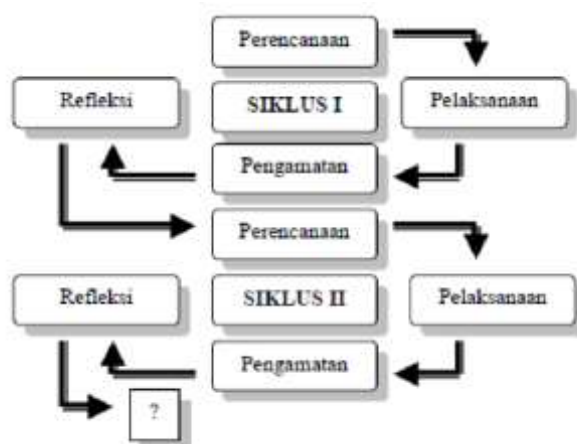 Perencanaan
Refleksi
SIKLUS I
Pelaksanaan
Pengamatan
Perencanaan
Refleksi
SIKLUS II
Pelaksanaan
Pengamatan
?